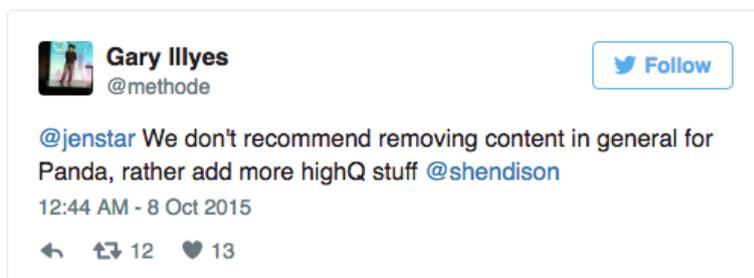 Gary Illyes
@methode
Follow
@jenstar We don't recommend removing content in general for
Panda, rather add more highQ stuff @shendison
12:44 AM - 8 Oct 2015
12 13